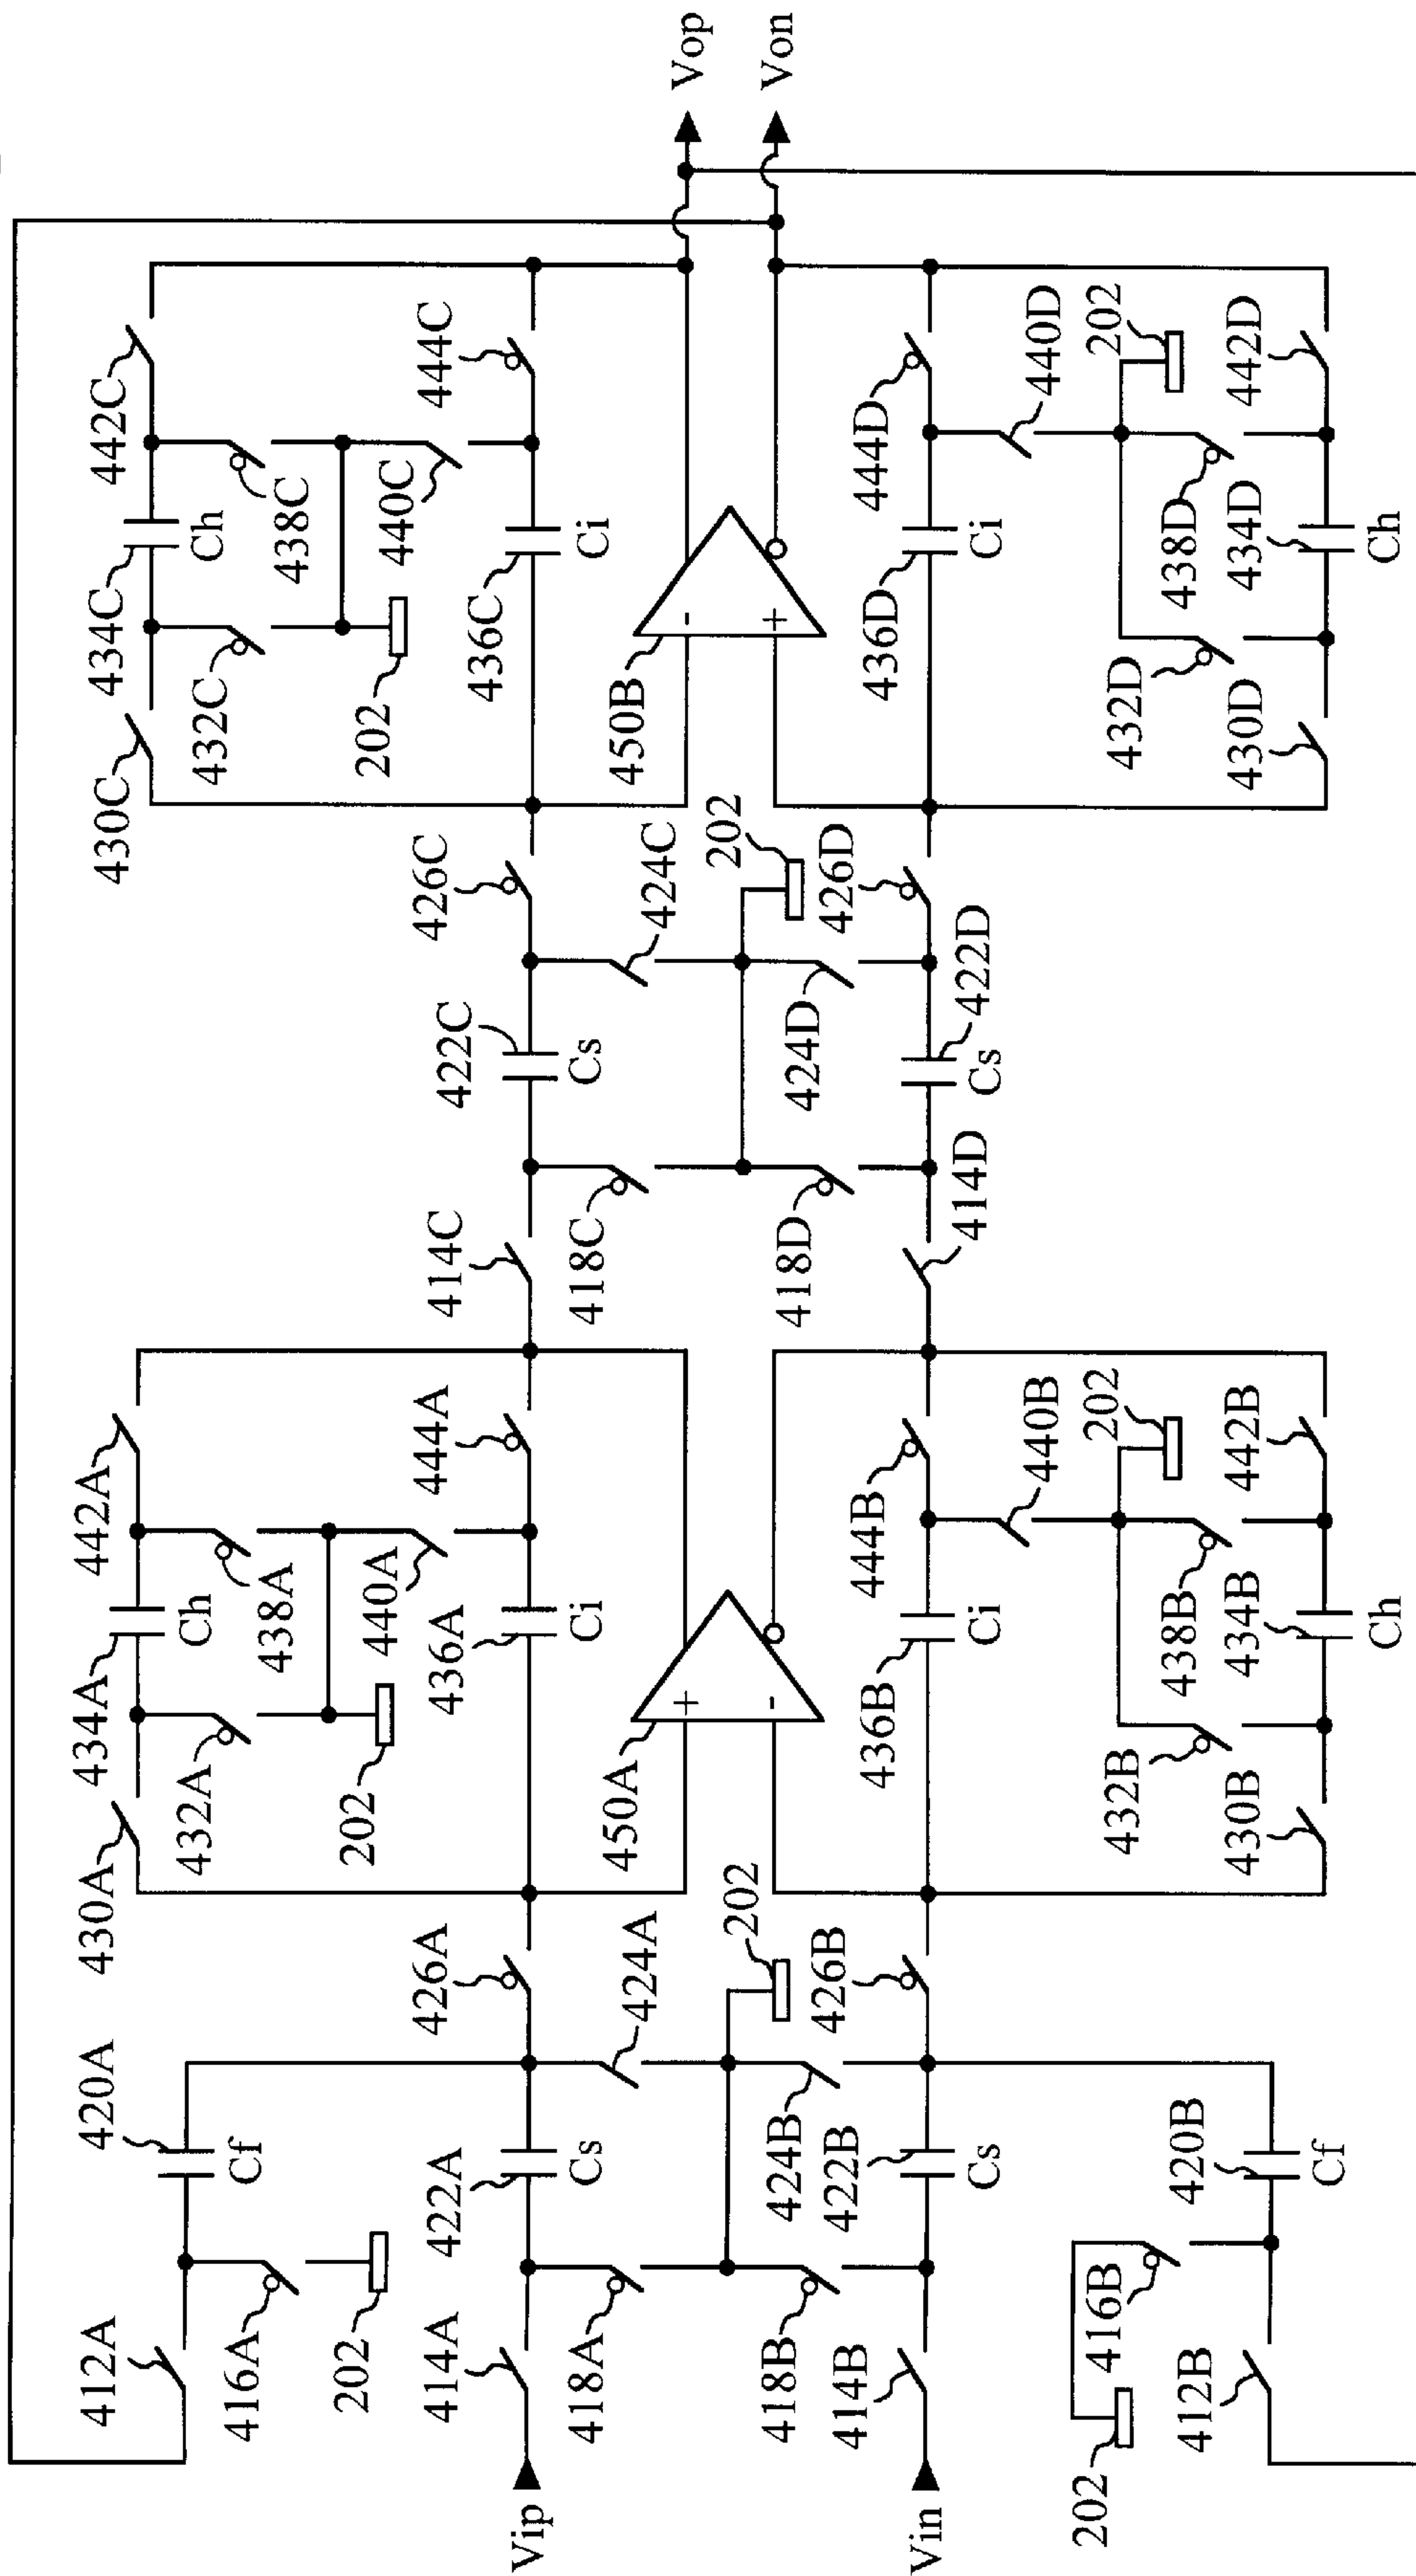 412A
420A
Cf
416A
202
430A
434A
442A
432A
Ch
438A
202
440A
430C
434C
442C
432C
Ch
438C
202
440C
Vip
414A
422A
426A
436A
444A
414C
422C
426C
436C
444C
Cs
Ci
Cs
Ci
418A
424A
418C
424C
202
450A
+
-
202
450B
-
+
Vop
Von
418B
424B
418D
424D
Vin
414B
422B
426B
436B
444B
414D
422D
426D
436D
444D
Cs
Ci
Cs
Ci
440B
440D
202
416B
432B
438B
202
432D
438D
202
412B
420B
430B
434B
442B
430D
434D
442D
Cf
Ch
Ch